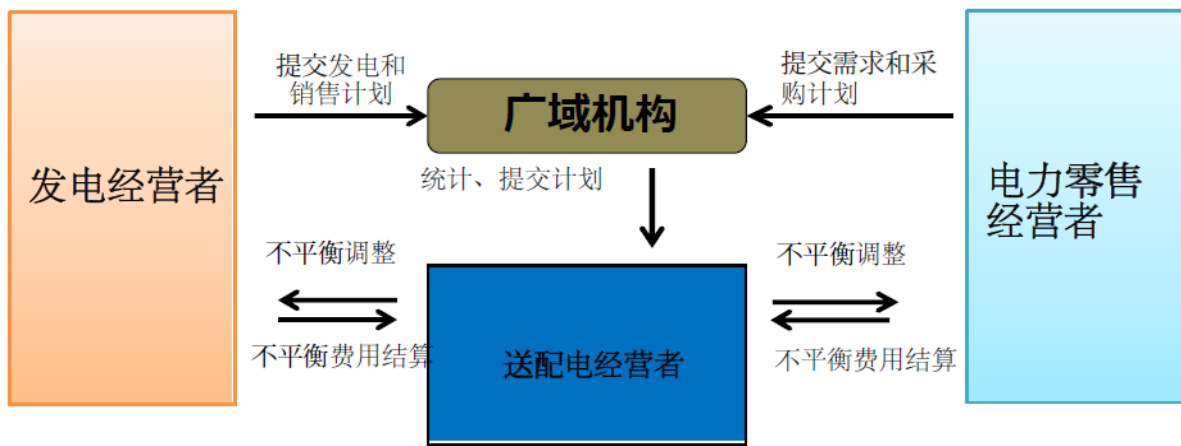 提交发电和
销售计划
广域机构
提交需求和采
购计划
统计、提交计划
发电经营者
电力零售
经营者
不平衡调整
不平衡费用结算
送配电经营者
不平衡调整
不平衡费用结算